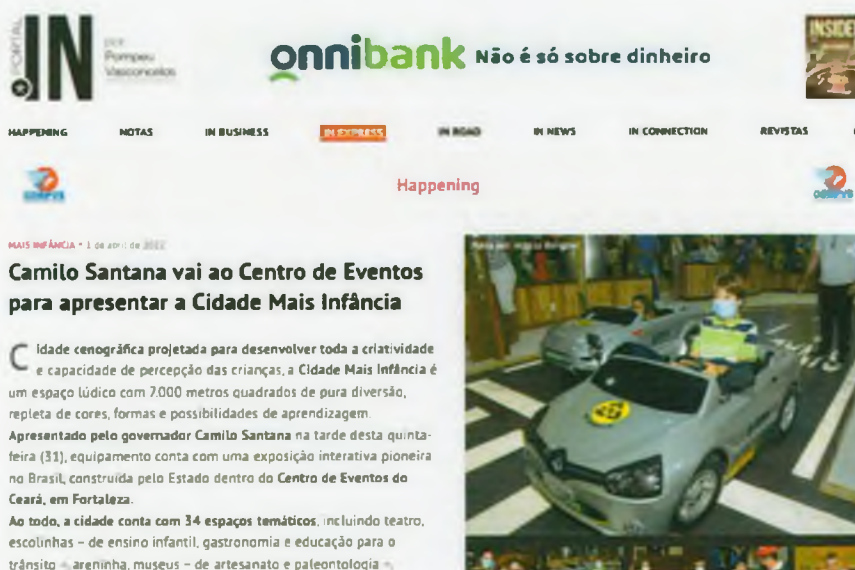 PORTAL IN por
Pompeu
Vasconcelos
onnibank Não é só sobre dinheiro
INSIDE
HAPPENING NOTAS IN BUSINESS IN EXPRESS IN ROAD IN NEWS IN CONNECTION REVISTAS
Happening
MAIS INFÂNCIA • 1 de abril de 2022
Camilo Santana vai ao Centro de Eventos
para apresentar a Cidade Mais Infância
Cidade cenográfica projetada para desenvolver toda a criatividade
e capacidade de percepção das crianças, a Cidade Mais Infância é
um espaço lúdico com 7.000 metros quadrados de pura diversão,
repleta de cores, formas e possibilidades de aprendizagem.
Apresentado pelo governador Camilo Santana na tarde desta quinta-
feira (31), equipamento conta com uma exposição interativa pioneira
no Brasil, construída pelo Estado dentro do Centro de Eventos do
Ceará, em Fortaleza.
Ao todo, a cidade conta com 34 espaços temáticos, incluindo teatro,
escolinhas – de ensino infantil, gastronomia e educação para o
trânsito –, areninha, museus – de artesanato e paleontologia –,